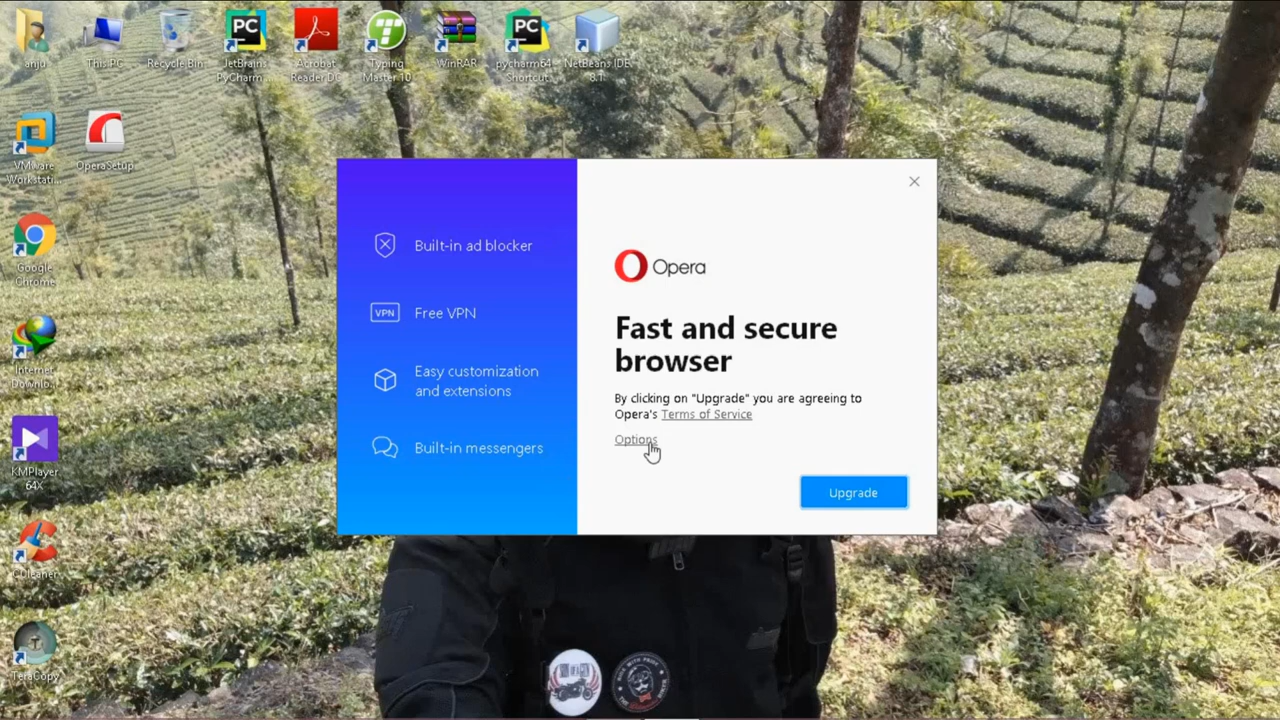 anju
This PC
Recycle Bin
JetBrains
PyCharm...
Acrobat
Reader DC
Typing
Master 10
WinRAR
pycharm64
Shortcut
NetBeans IDE
8.1
VMware
Workstati...
OperaSetup
Google
Chrome
Internet
Downlo...
KMPlayer
64X
CCleaner
TeraCopy
Built-in ad blocker
VPN
Free VPN
Easy customization
and extensions
Built-in messengers
Opera
Fast and secure
browser
By clicking on "Upgrade" you are agreeing to
Opera's Terms of Service
Options
Upgrade